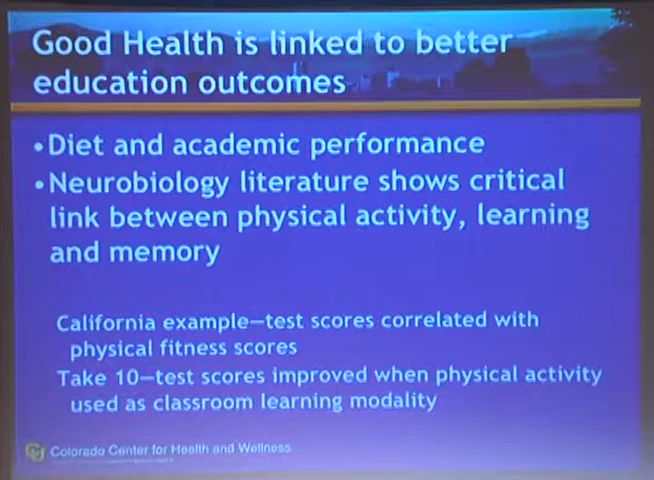 Good Health is linked to better
education outcomes
•Diet and academic performance
•Neurobiology literature shows critical
link between physical activity, learning
and memory
California example—test scores correlated with
physical fitness scores
Take 10—test scores improved when physical activity
used as classroom learning modality
CU Colorado Center for Health and Wellness